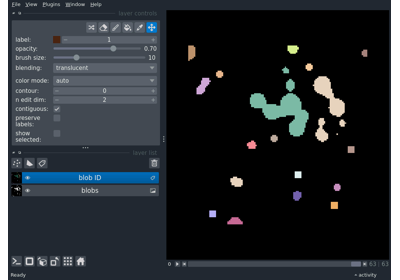 File View Plugins Window Help
layer controls
label: 1
opacity: 0.70
brush size: 10
blending: translucent
color mode: auto
contour: 0
n edit dim: 2
contiguous:
preserve
labels:
show
selected:
layer list
blob ID
blobs
Ready
63 63
activity